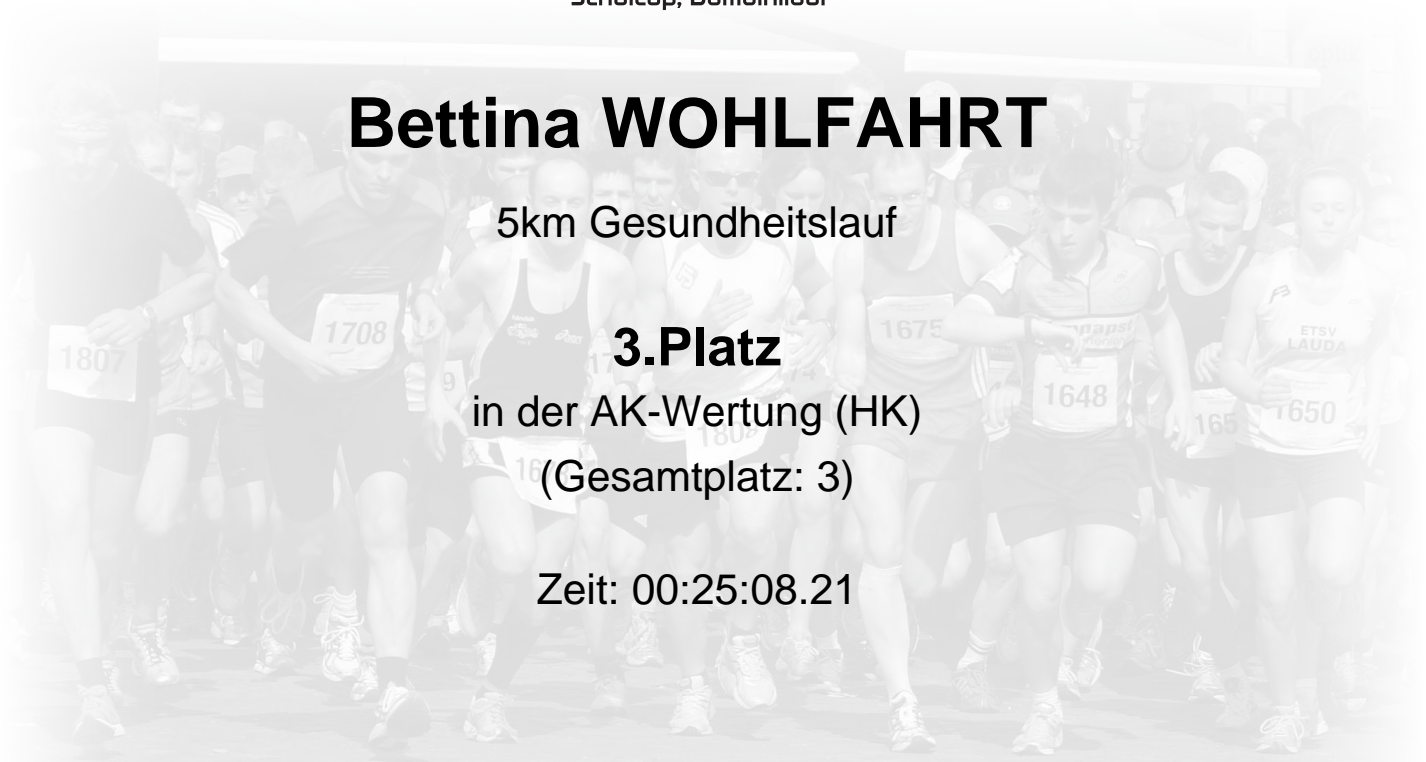 Bettina WOHLFAHRT
5km Gesundheitslauf
3.Platz
in der AK-Wertung (HK)
(Gesamtplatz: 3)
Zeit: 00:25:08.21
1807
1708
1675
1648
1650
ETSV
LAUDA